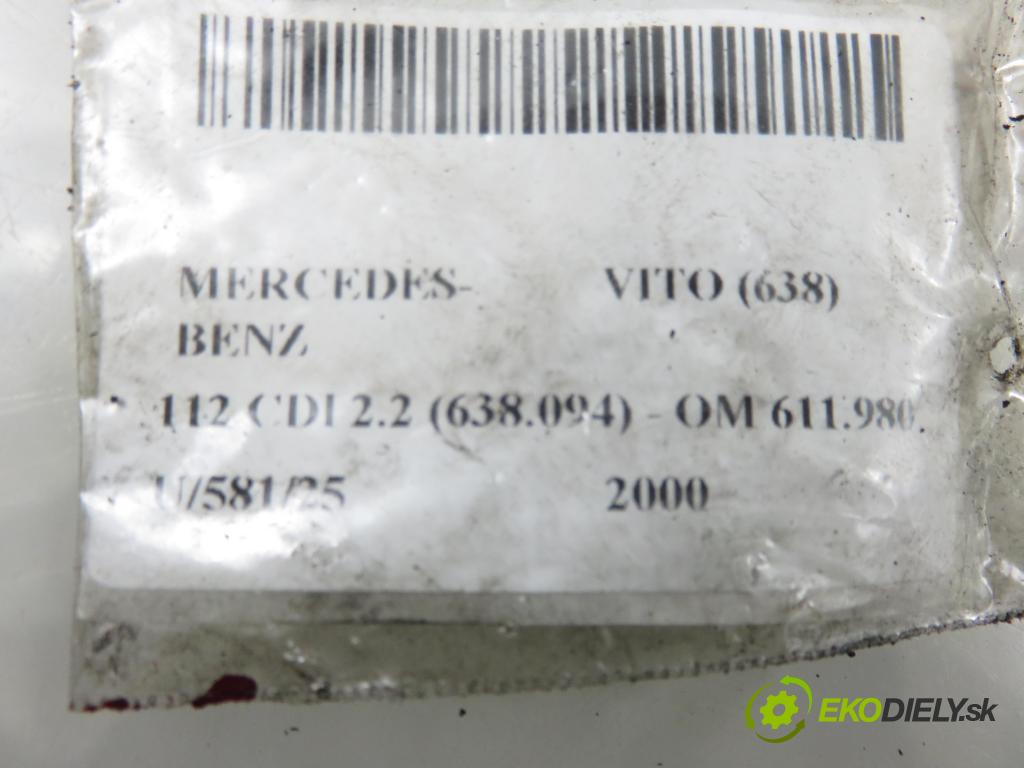 MERCEDES- VITO (638)
BENZ
112 CDI 2.2 (638.094) - OM 611.980
U/581/25 2000
EKODIELY.sk